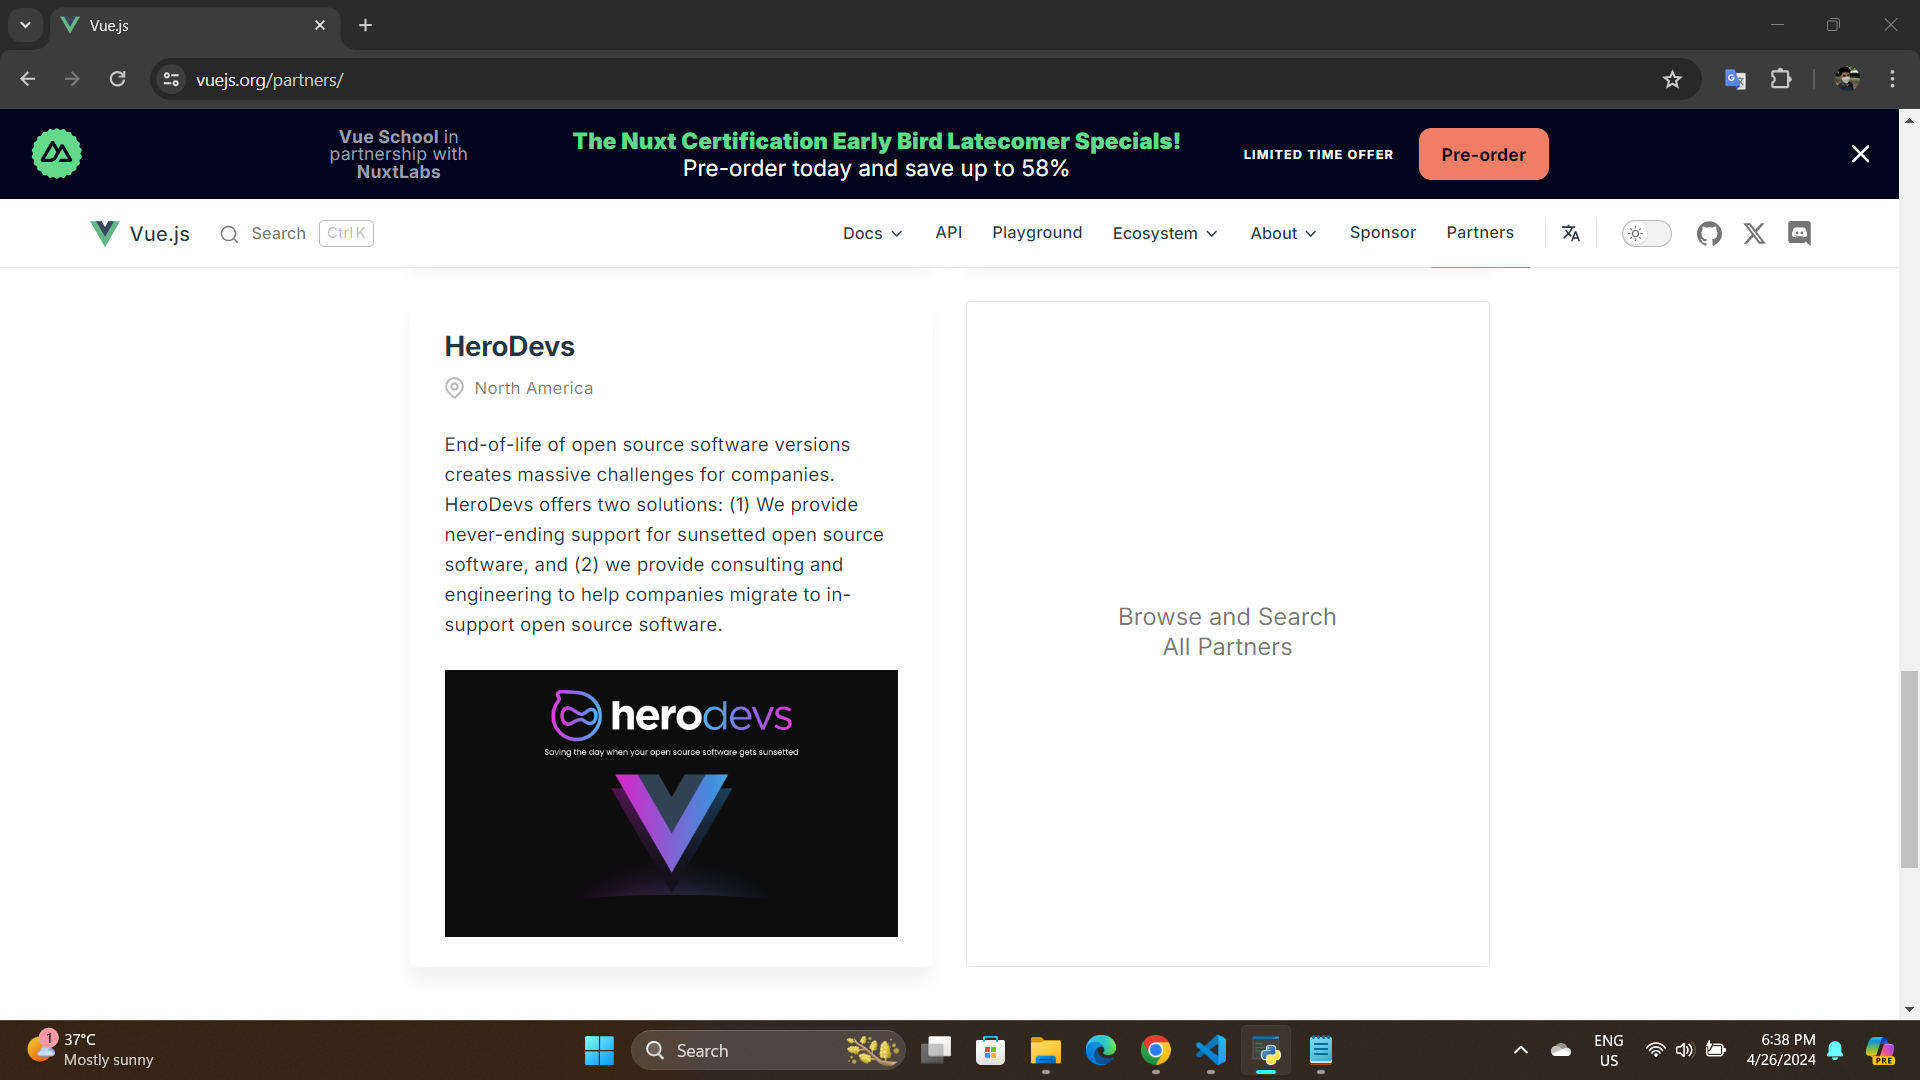 Vue.js
vuejs.org/partners/
Vue School in
partnership with
NuxtLabs
The Nuxt Certification Early Bird Latecomer Specials!
Pre-order today and save up to 58%
LIMITED TIME OFFER
Pre-order
Vue.js
Search
Ctrl K
Docs
API
Playground
Ecosystem
About
Sponsor
Partners
HeroDevs
North America
End-of-life of open source software versions
creates massive challenges for companies.
HeroDevs offers two solutions: (1) We provide
never-ending support for sunsetted open source
software, and (2) we provide consulting and
engineering to help companies migrate to in-
support open source software.
herodevs
Saving the day when your open source software gets sunsetted
Browse and Search
All Partners
1
37°C
Mostly sunny
Search
ENG
US
6:38 PM
4/26/2024
PRE